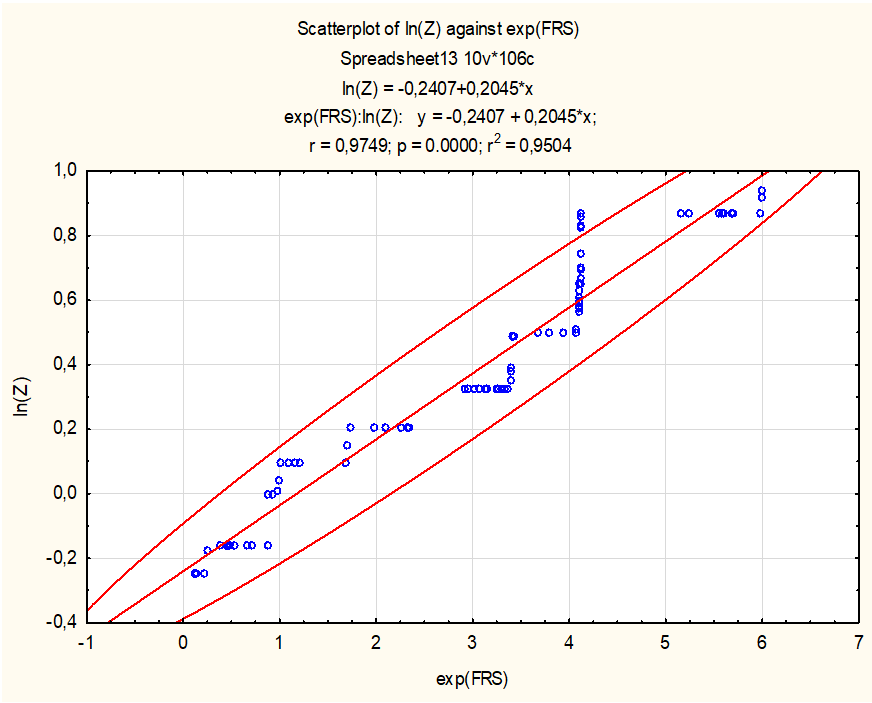 Scatterplot of ln(Z) against exp(FRS)
Spreadsheet13 10v*106c
ln(Z) = -0,2407+0,2045*x
exp(FRS):ln(Z): y = -0,2407 + 0,2045*x;
r = 0,9749; p = 0.0000; r² = 0,9504
1,0
0,8
0,6
0,4
0,2
0,0
-0,2
-0,4
ln(Z)
-1 0 1 2 3 4 5 6 7
exp(FRS)